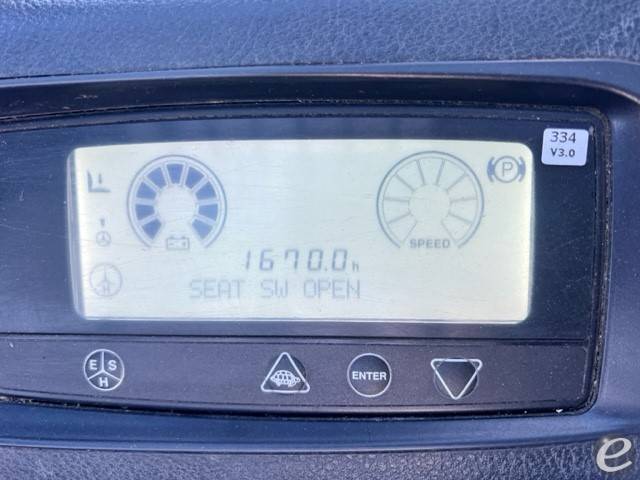 334
V3.0
P
SPEED
1670.0h
SEAT SW OPEN
E S
H
ENTER
e